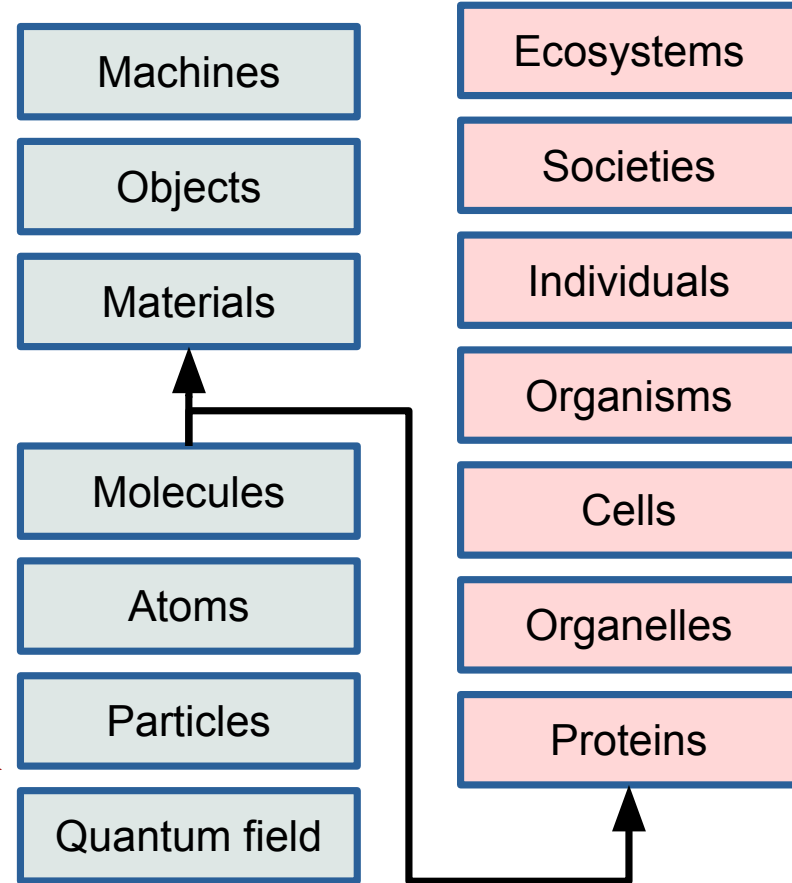 Machines
Objects
Materials
Molecules
Atoms
Particles
Quantum field
Ecosystems
Societies
Individuals
Organisms
Cells
Organelles
Proteins